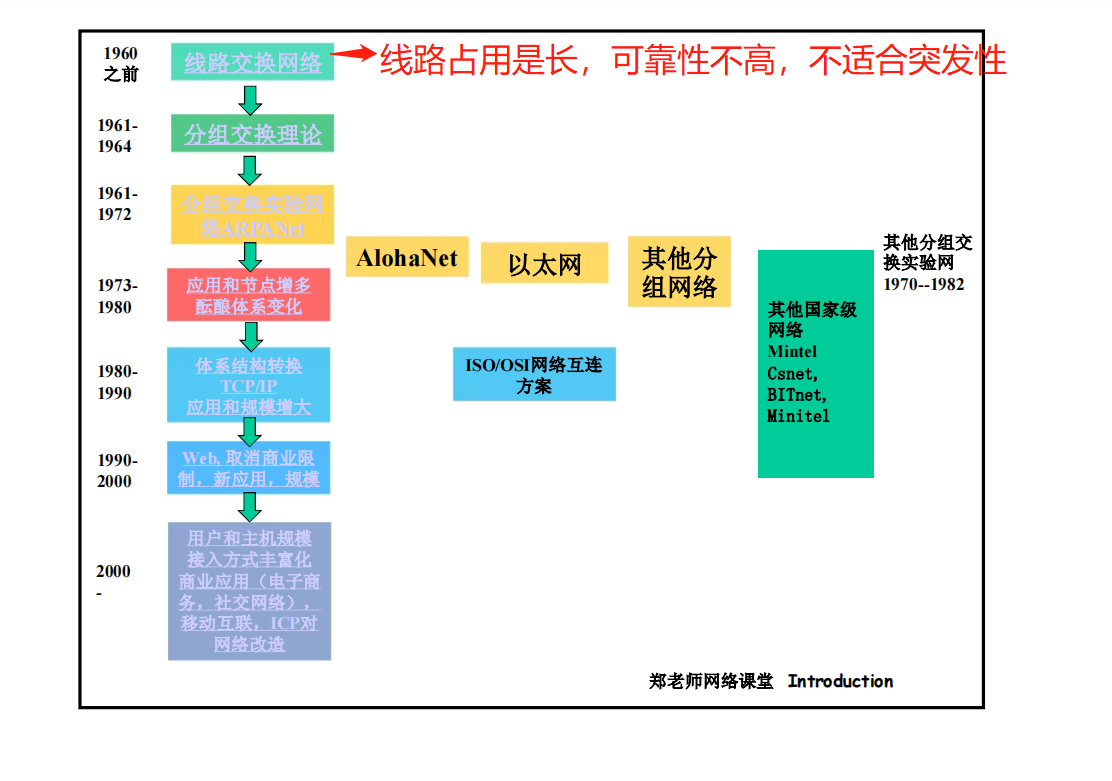 1960
之前
线路交换网络
线路占用是长，可靠性不高，不适合突发性
1961-
1964
分组交换理论
1961-
1972
分组交换实验网
络ARPANet
AlohaNet
以太网
其他分
组网络
其他分组交
换实验网
1970--1982
1973-
1980
应用和节点增多
酝酿体系变化
其他国家级
网络
Mintel
Csnet,
BITnet,
Minitel
1980-
1990
体系结构转换
TCP/IP
应用和规模增大
ISO/OSI网络互连
方案
1990-
2000
Web, 取消商业限
制，新应用，规模
2000
-
用户和主机规模
接入方式丰富化
商业应用（电子商
务，社交网络），
移动互联，ICP对
网络改造
郑老师网络课堂 Introduction